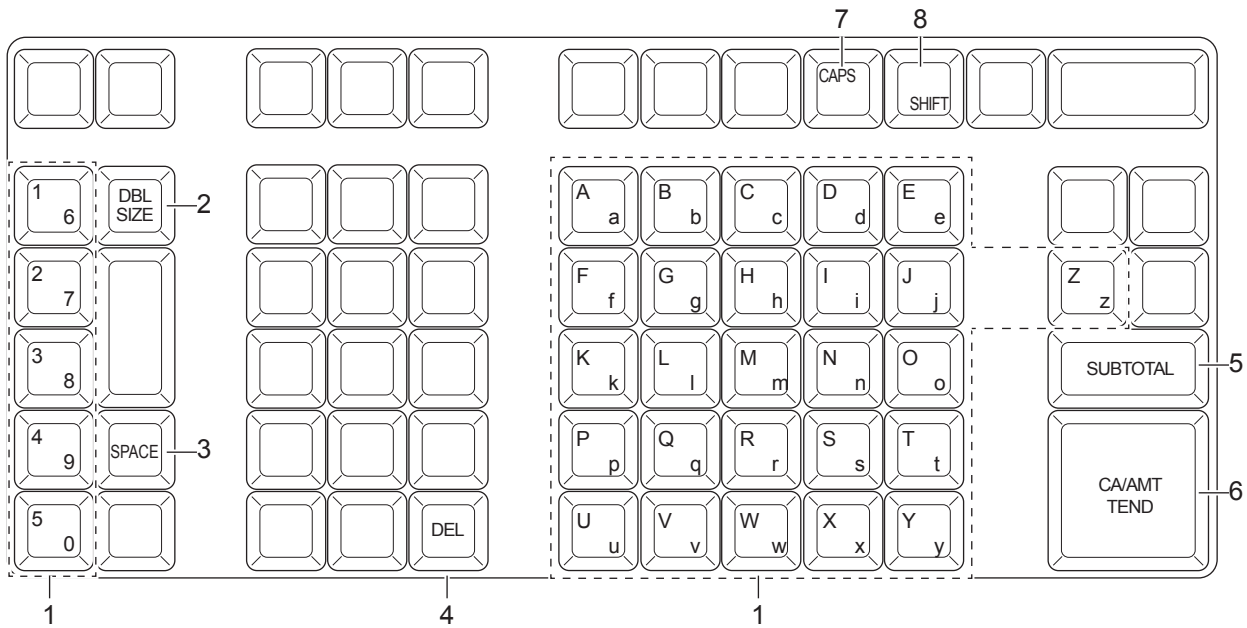 7 8
CAPS
SHIFT
1
6
DBL
SIZE
2
A
a
B
b
C
c
D
d
E
e
2
7
F
f
G
g
H
h
I
i
J
j
Z
z
3
8
K
k
L
l
M
m
N
n
O
o
SUBTOTAL
5
4
9
SPACE
3
P
p
Q
q
R
r
S
s
T
t
CA/AMT
TEND
6
5
0
DEL
U
u
V
v
W
w
X
x
Y
y
1 4 1